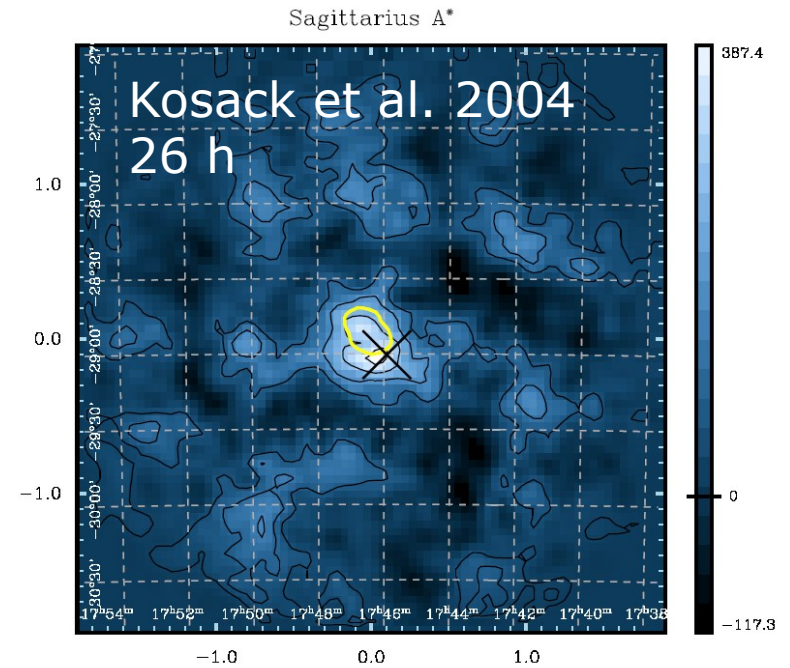 Sagittarius A*
Kosack et al. 2004
26 h
387.4
0
-117.3
1.0
0.0
-1.0
-27°30'
-28°00'
-28°30'
-29°00'
-29°30'
-30°00'
-30°30'
17ʰ54ᵐ 17ʰ52ᵐ 17ʰ50ᵐ 17ʰ48ᵐ 17ʰ46ᵐ 17ʰ44ᵐ 17ʰ42ᵐ 17ʰ40ᵐ 17ʰ38
-1.0 0.0 1.0